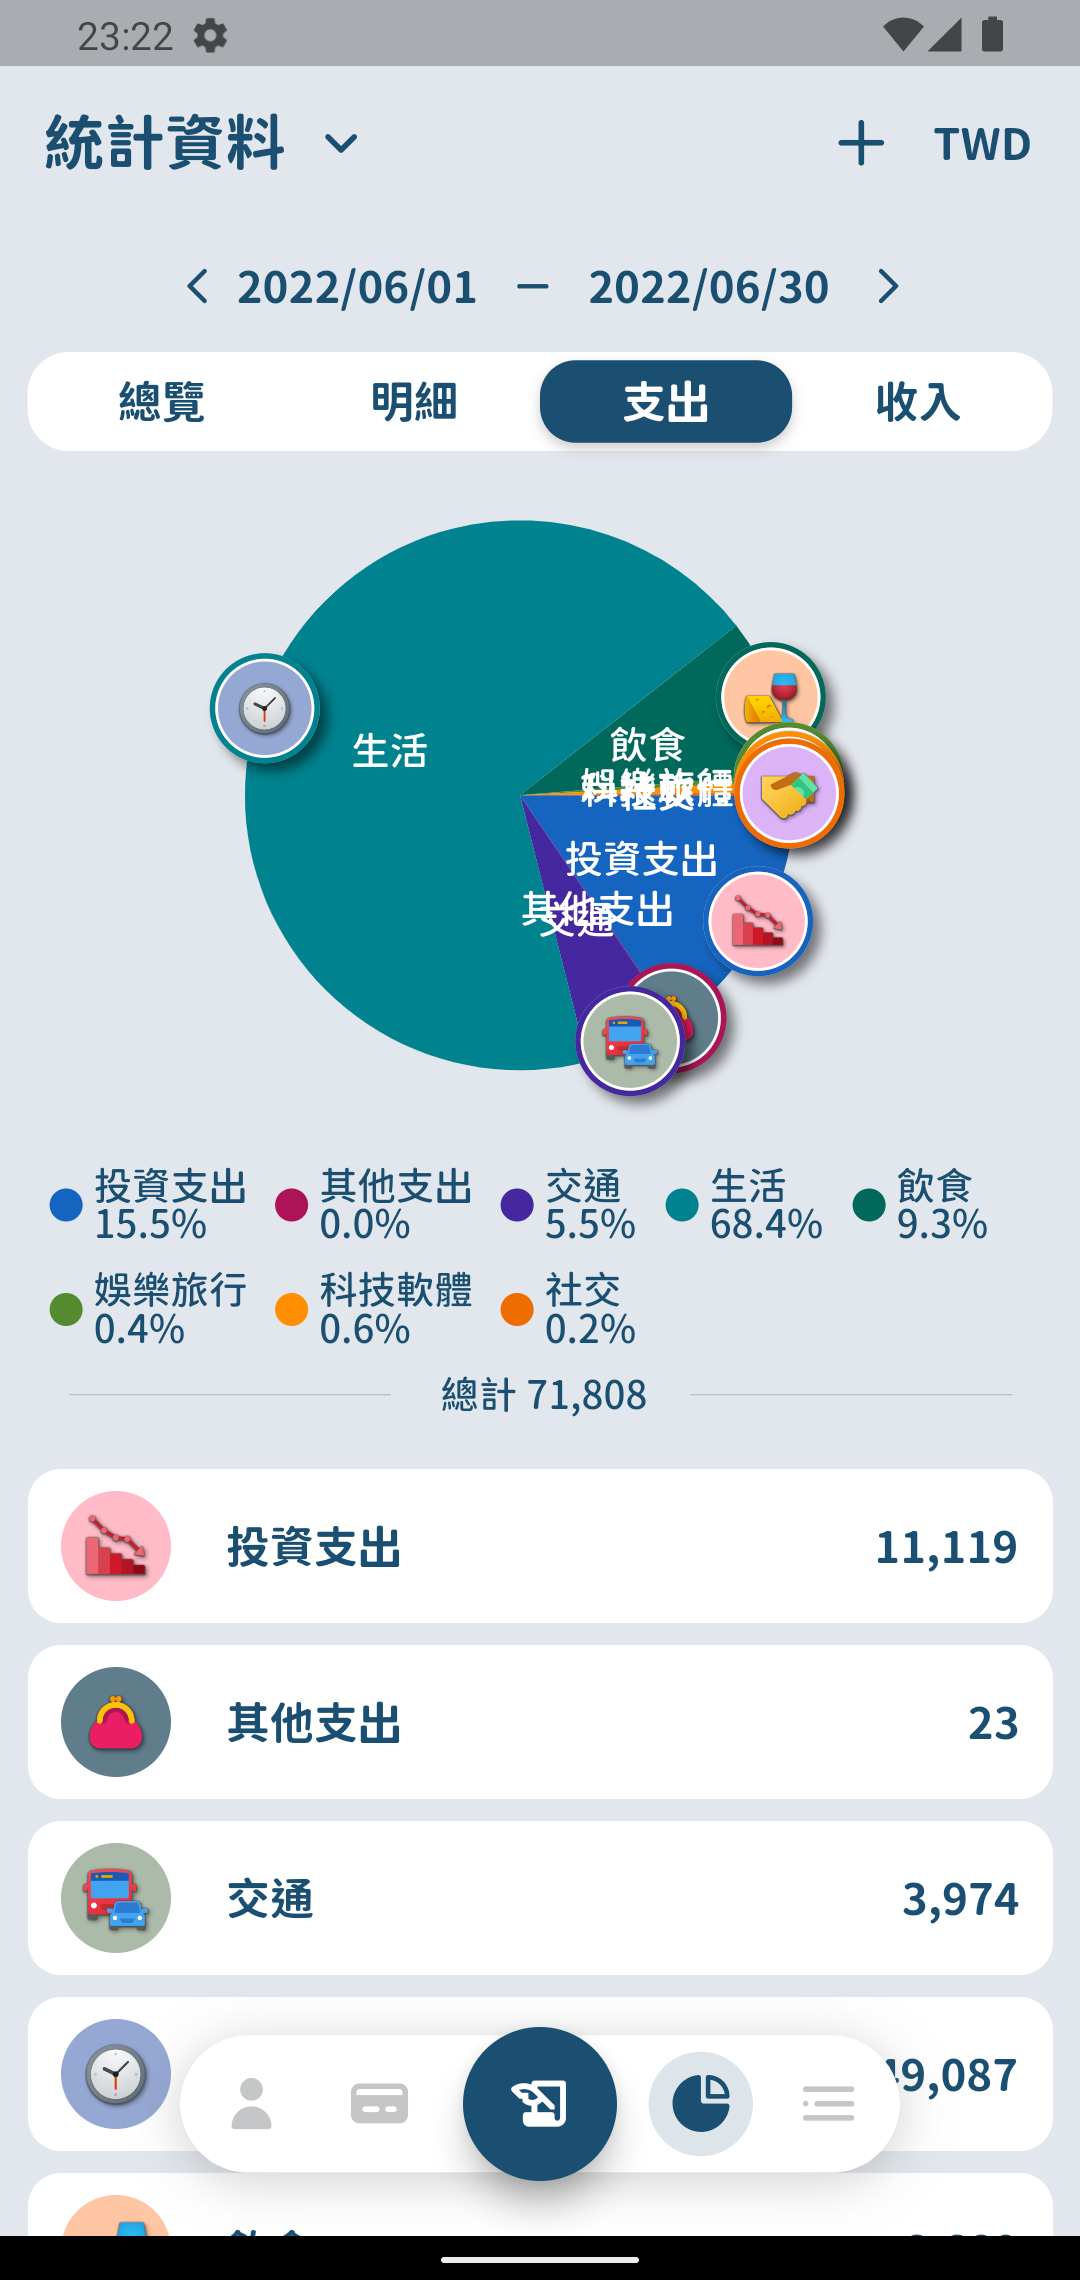 23:22
統計資料
TWD
2022/06/01 — 2022/06/30
總覽 明細 支出 收入
生活
飲食
投資支出
其他支出
交通
投資支出 其他支出 交通 生活 飲食
15.5% 0.0% 5.5% 68.4% 9.3%
娛樂旅行 科技軟體 社交
0.4% 0.6% 0.2%
總計 71,808
投資支出 11,119
其他支出 23
交通 3,974
9,087